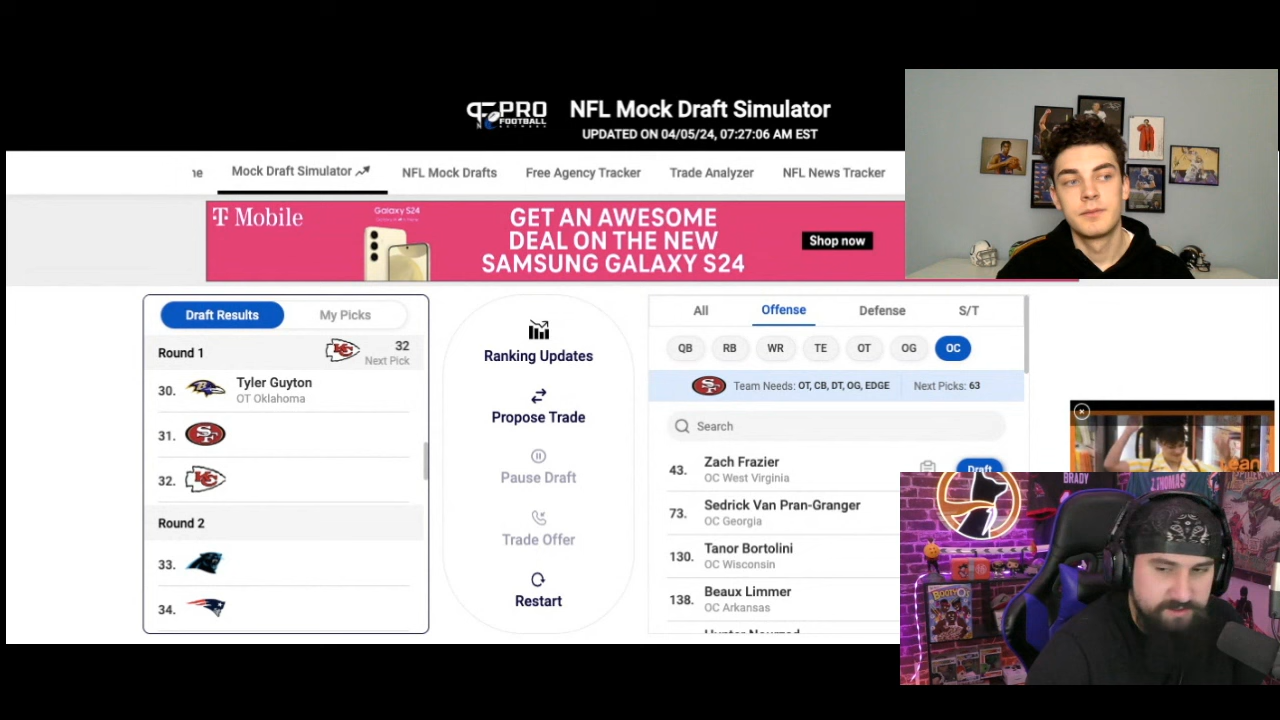 PRO
FOOTBALL
NETWORK
NFL Mock Draft Simulator
UPDATED ON 04/05/24, 07:27:06 AM EST
ne
Mock Draft Simulator
NFL Mock Drafts
Free Agency Tracker
Trade Analyzer
NFL News Tracker
T Mobile
Galaxy S24
GET AN AWESOME
DEAL ON THE NEW
SAMSUNG GALAXY S24
Shop now
Draft Results
My Picks
Round 1
32
Next Pick
30.
Tyler Guyton
OT Oklahoma
31.
32.
Round 2
33.
34.
Ranking Updates
Propose Trade
Pause Draft
Trade Offer
Restart
All
Offense
Defense
S/T
QB
RB
WR
TE
OT
OG
OC
Team Needs: OT, CB, DT, OG, EDGE
Next Picks: 63
Search
43.
Zach Frazier
OC West Virginia
Draft
73.
Sedrick Van Pran-Granger
OC Georgia
130.
Tanor Bortolini
OC Wisconsin
138.
Beaux Limmer
OC Arkansas
Hunter Nourzad
BRADY
Z.THOMAS
BOOTY O's